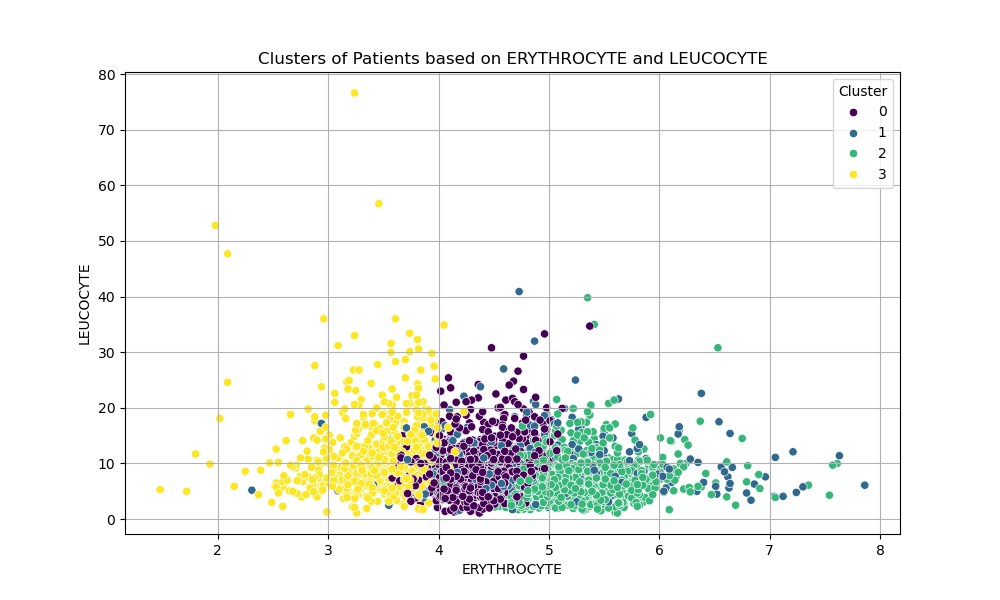 Clusters of Patients based on ERYTHROCYTE and LEUCOCYTE
Cluster
0
1
2
3
80
70
60
50
40
30
20
10
0
LEUCOCYTE
2 3 4 5 6 7 8
ERYTHROCYTE